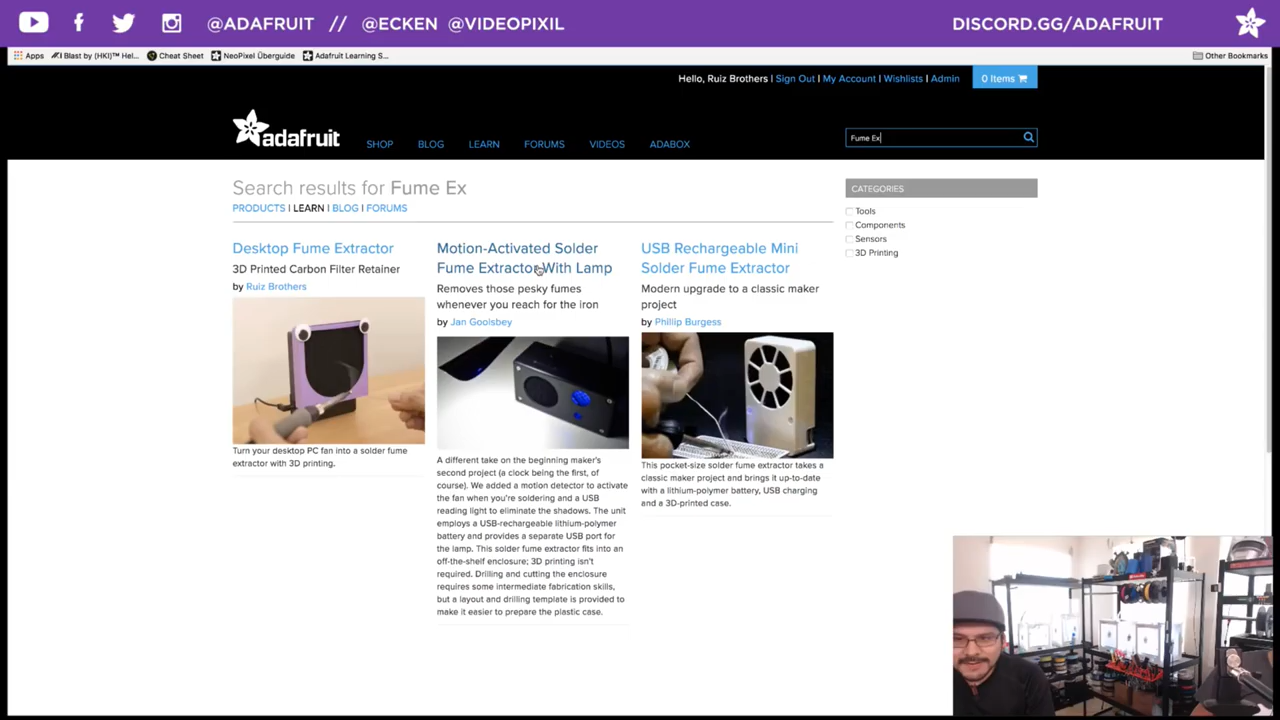 @ADAFRUIT // @ECKEN @VIDEOPIXIL
DISCORD.GG/ADAFRUIT
Apps
Blast by (HKI)™ Hel...
Cheat Sheet
NeoPixel Überguide
Adafruit Learning S...
Other Bookmarks
Hello, Ruiz Brothers | Sign Out | My Account | Wishlists | Admin
0 Items
adafruit
SHOP
BLOG
LEARN
FORUMS
VIDEOS
ADABOX
Fume Ex
Search results for Fume Ex
PRODUCTS | LEARN | BLOG | FORUMS
Desktop Fume Extractor
3D Printed Carbon Filter Retainer
by Ruiz Brothers
Turn your desktop PC fan into a solder fume
extractor with 3D printing.
Motion-Activated Solder
Fume Extractor With Lamp
Removes those pesky fumes
whenever you reach for the iron
by Jan Goolsbey
A different take on the beginning maker's
second project (a clock being the first, of
course). We added a motion detector to activate
the fan when you're soldering and a USB
reading light to eliminate the shadows. The unit
employs a USB-rechargeable lithium-polymer
battery and provides a separate USB port for
the lamp. This solder fume extractor fits into an
off-the-shelf enclosure; 3D printing isn't
required. Drilling and cutting the enclosure
requires some intermediate fabrication skills,
but a layout and drilling template is provided to
make it easier to prepare the plastic case.
USB Rechargeable Mini
Solder Fume Extractor
Modern upgrade to a classic maker
project
by Phillip Burgess
This pocket-size solder fume extractor takes a
classic maker project and brings it up-to-date
with a lithium-polymer battery, USB charging
and a 3D-printed case.
CATEGORIES
Tools
Components
Sensors
3D Printing